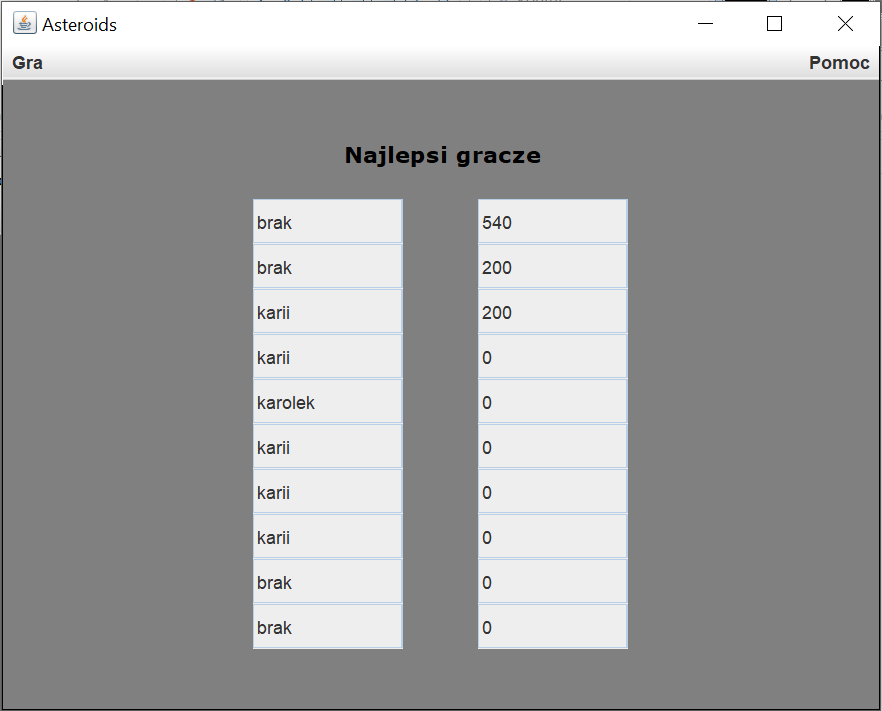 Asteroids
Gra Pomoc
Najlepsi gracze
brak 540
brak 200
karii 200
karii 0
karolek 0
karii 0
karii 0
karii 0
brak 0
brak 0